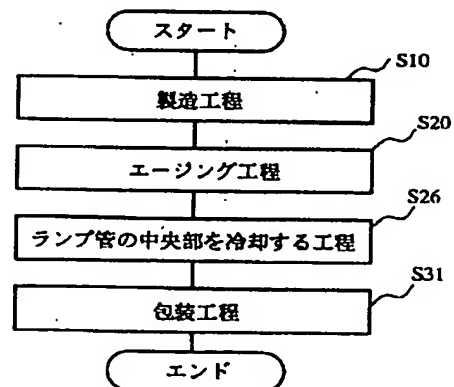 スタート
S10
製造工程
S20
エージング工程
S26
ランプ管の中央部を冷却する工程
S31
包装工程
エンド